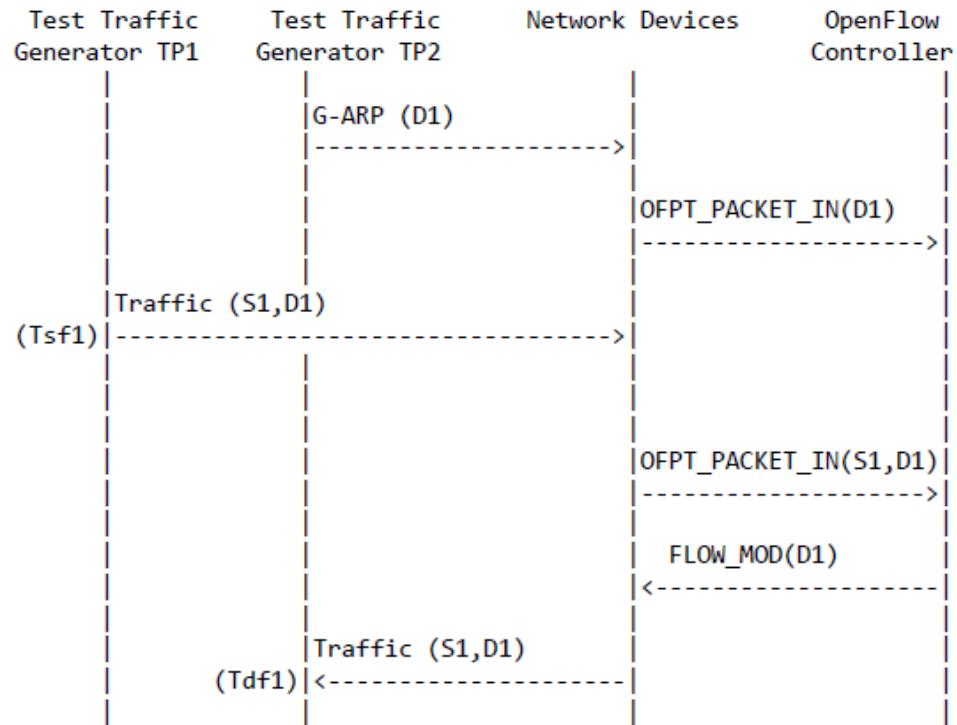 Test Traffic Test Traffic Network Devices OpenFlow
Generator TP1 Generator TP2 Controller
G-ARP (D1)
OFPT_PACKET_IN(D1)
Traffic (S1,D1)
(Tsf1)
OFPT_PACKET_IN(S1,D1)
FLOW_MOD(D1)
Traffic (S1,D1)
(Tdf1)